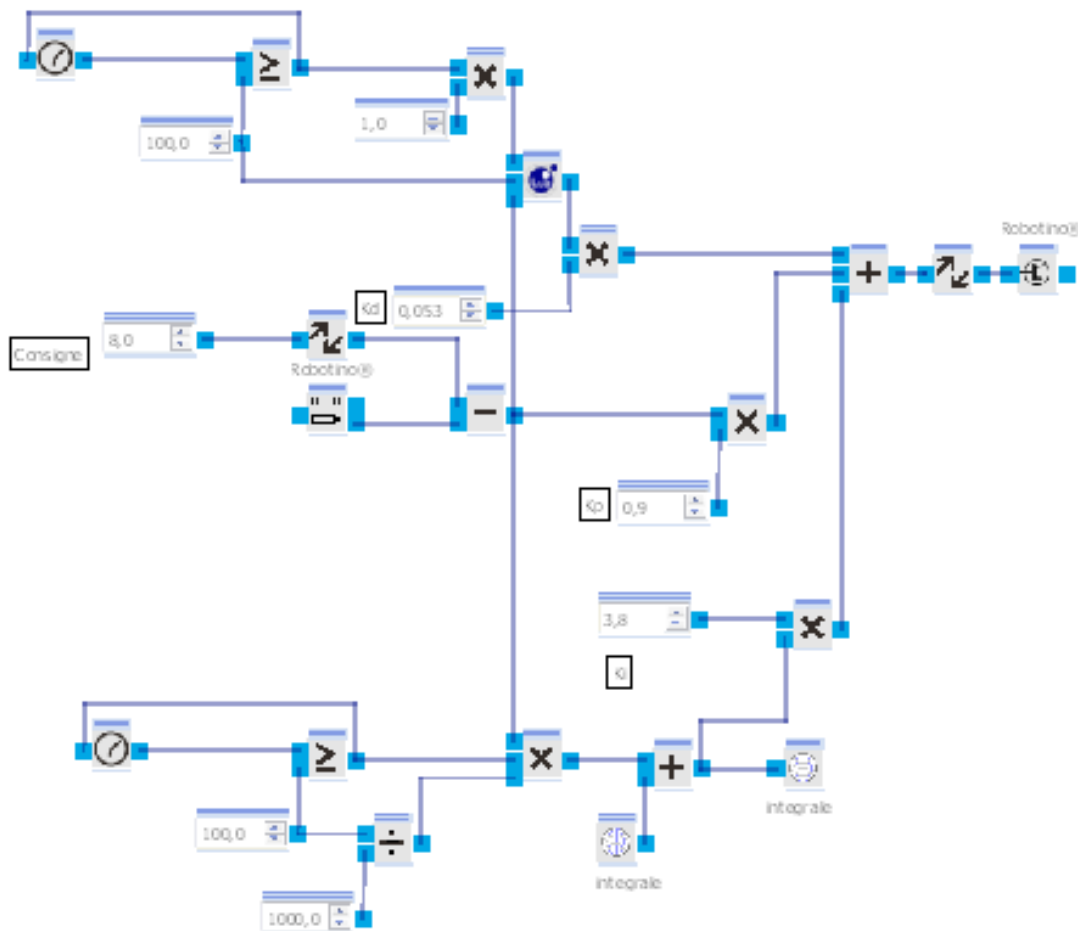 Robotino®
100,0
1,0
Kd
0,053
Consigne
8,0
Robotino®
Kp
0,9
3,8
100,0
1000,0
integrale
integrale